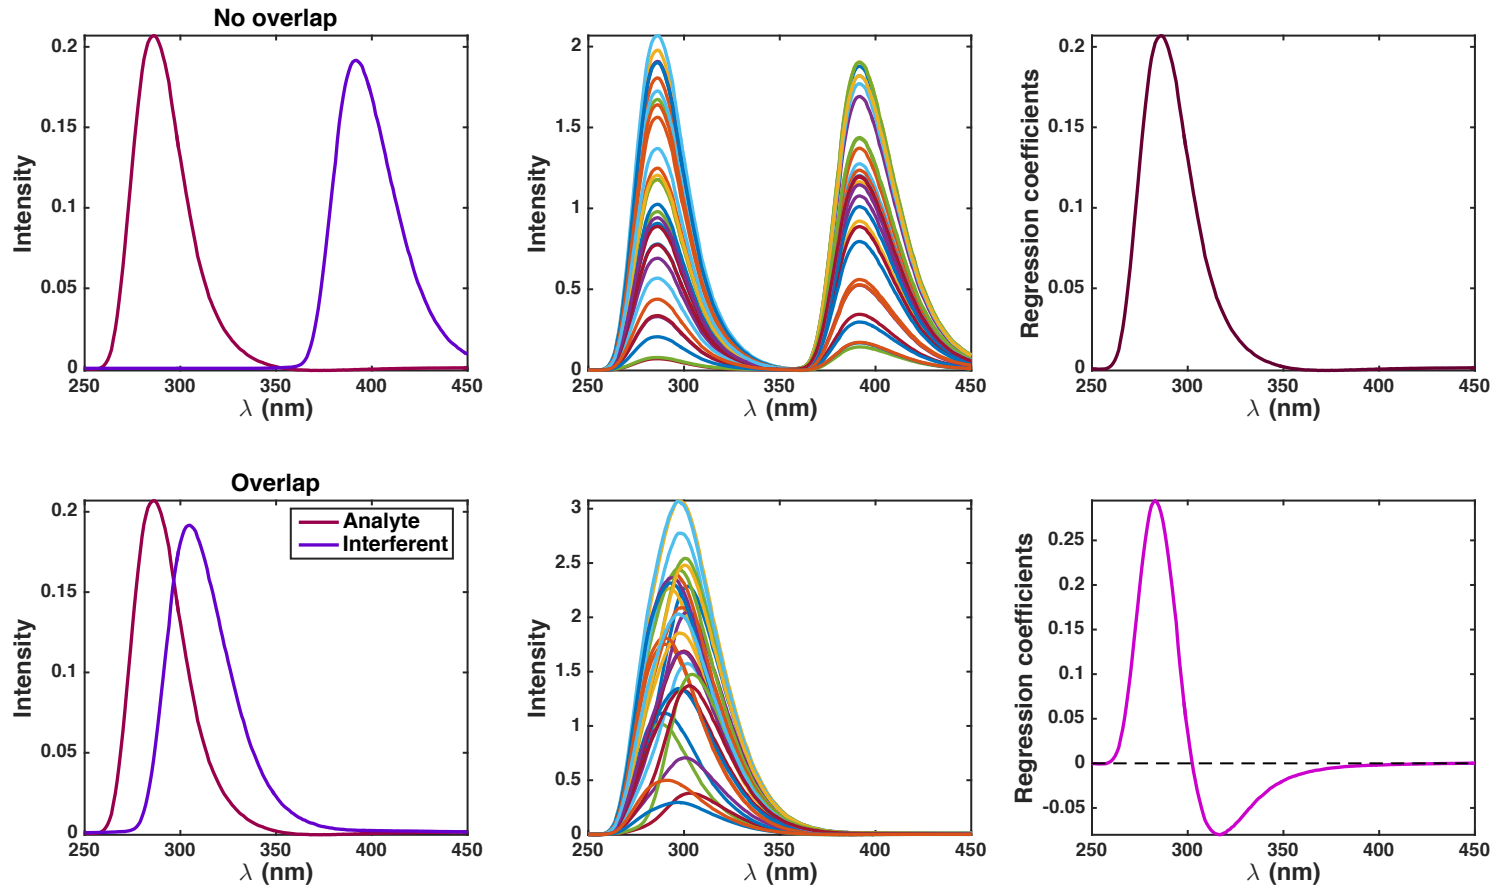 No overlap
Intensity
0.2
0.15
0.1
0.05
0
250 300 350 400 450
λ (nm)
Intensity
2
1.5
1
0.5
0
250 300 350 400 450
λ (nm)
Regression coefficients
0.2
0.15
0.1
0.05
0
250 300 350 400 450
λ (nm)
Overlap
Analyte
Interferent
Intensity
0.2
0.15
0.1
0.05
0
250 300 350 400 450
λ (nm)
Intensity
3
2.5
2
1.5
1
0.5
0
250 300 350 400 450
λ (nm)
Regression coefficients
0.25
0.2
0.15
0.1
0.05
0
-0.05
250 300 350 400 450
λ (nm)